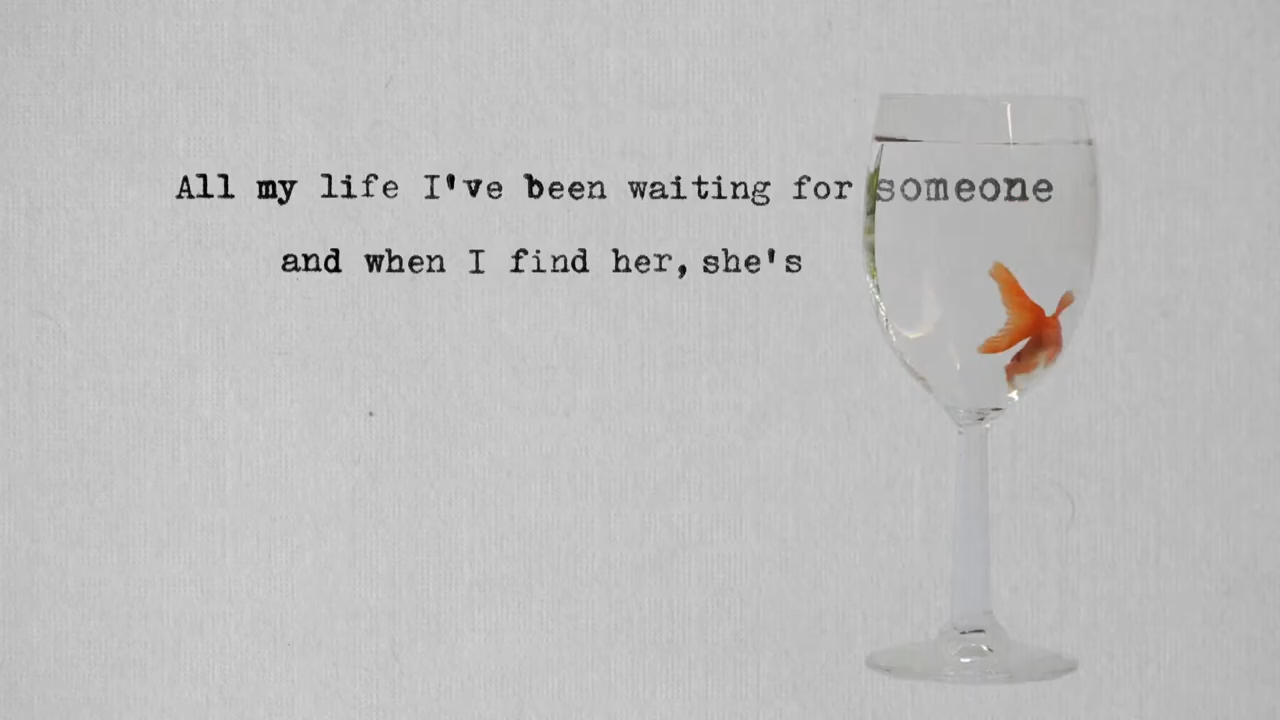 All my life I've been waiting for someone
and when I find her, she's